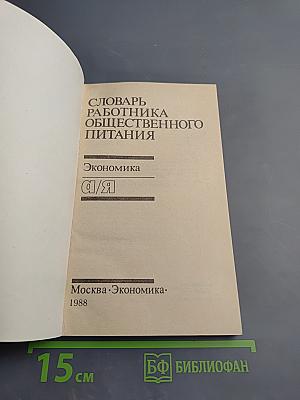 СЛОВАРЬ
РАБОТНИКА
ОБЩЕСТВЕННОГО
ПИТАНИЯ
Экономика
а/я
Москва «Экономика»
1988
15 см
БФ БИБЛИОФАН